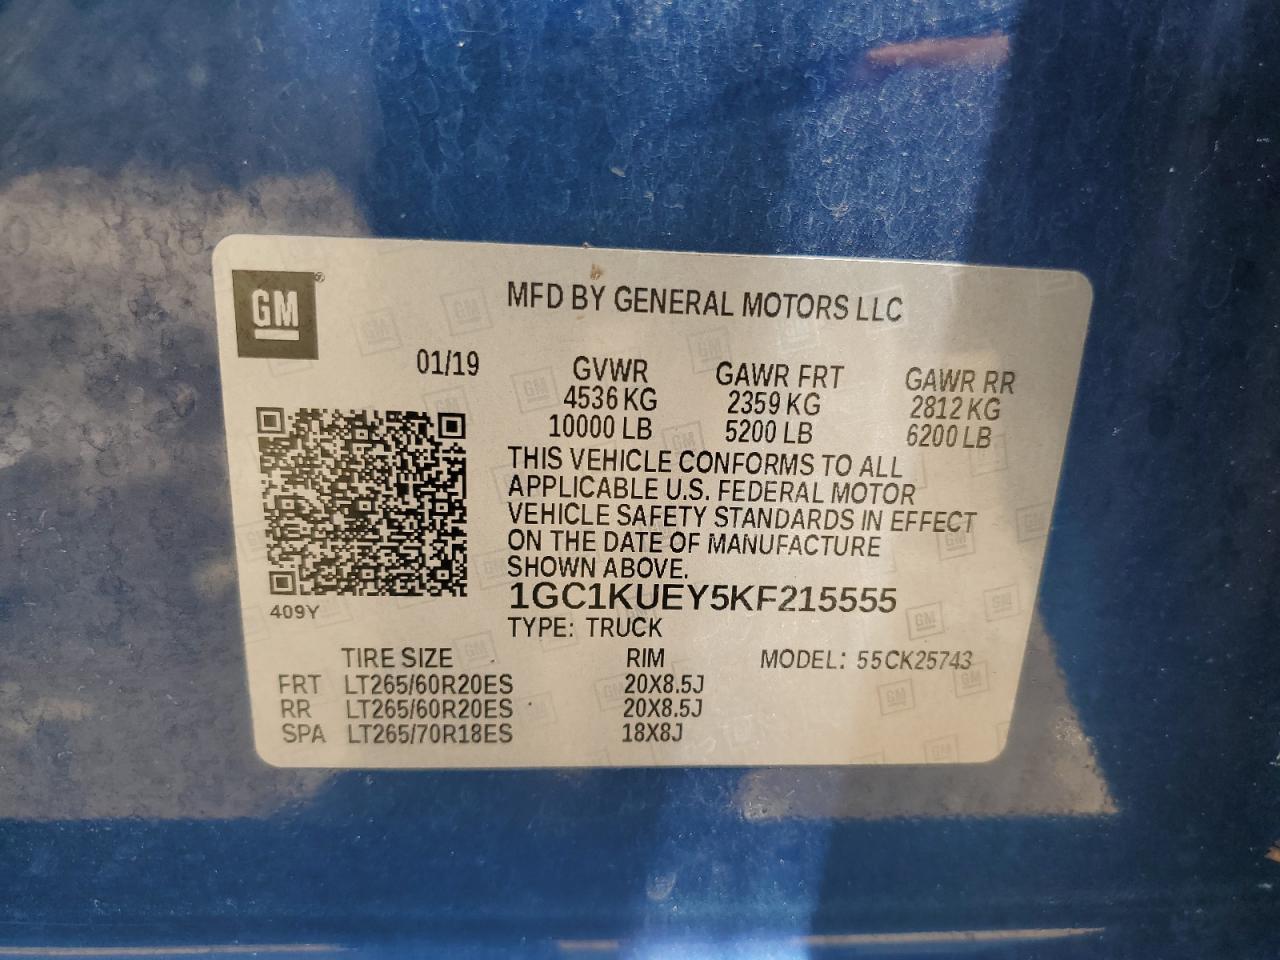 GM
MFD BY GENERAL MOTORS LLC
01/19
GVWR GAWR FRT GAWR RR
4536 KG 2359 KG 2812 KG
10000 LB 5200 LB 6200 LB
THIS VEHICLE CONFORMS TO ALL
APPLICABLE U.S. FEDERAL MOTOR
VEHICLE SAFETY STANDARDS IN EFFECT
ON THE DATE OF MANUFACTURE
SHOWN ABOVE.
409Y
1GC1KUEY5KF215555
TYPE: TRUCK
TIRE SIZE RIM MODEL: 55CK25743
FRT LT265/60R20ES 20X8.5J
RR LT265/60R20ES 20X8.5J
SPA LT265/70R18ES 18X8J